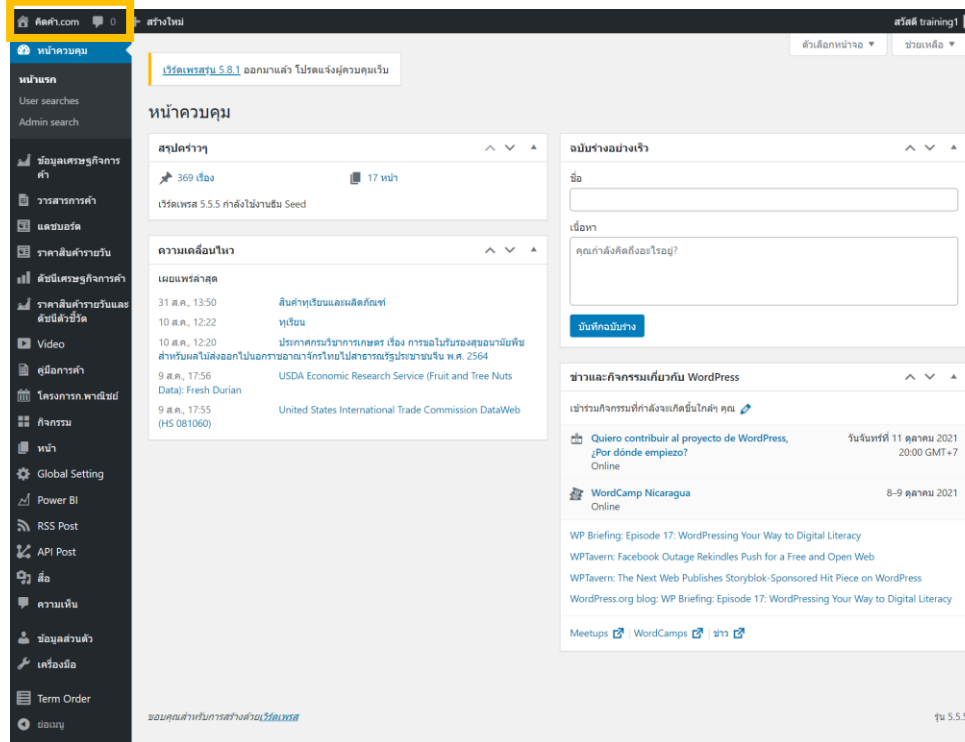 คิดค้า.com 0 + สร้างใหม่ สวัสดี training1
หน้าควบคุม
ตัวเลือกหน้าจอ ช่วยเหลือ
หน้าแรก
User searches
Admin search
ข้อมูลเศรษฐกิจการ
ค้า
วารสารการค้า
แดชบอร์ด
ราคาสินค้ารายวัน
ดัชนีเศรษฐกิจการค้า
ราคาสินค้ารายวันและ
ดัชนีตัวชี้วัด
Video
คู่มือการค้า
โครงการก.พาณิชย์
กิจกรรม
หน้า
Global Setting
Power BI
RSS Post
API Post
สื่อ
ความเห็น
ข้อมูลส่วนตัว
เครื่องมือ
Term Order
ย่อเมนู
เวิร์ดเพรสรุ่น 5.8.1 ออกมาแล้ว โปรดแจ้งผู้ควบคุมเว็บ
หน้าควบคุม
สรุปคร่าวๆ
369 เรื่อง 17 หน้า
เวิร์ดเพรส 5.5.5 กำลังใช้งานธีม Seed
ความเคลื่อนไหว
เผยแพร่ล่าสุด
31 ส.ค., 13:50 สินค้าทุเรียนและผลิตภัณฑ์
10 ส.ค., 12:22 ทุเรียน
10 ส.ค., 12:20 ประกาศกรมวิชาการเกษตร เรื่อง การขอใบรับรองสุขอนามัยพืช
สำหรับผลไม้ส่งออกไปนอกราชอาณาจักรไทยไปสาธารณรัฐประชาชนจีน พ.ศ. 2564
9 ส.ค., 17:56 USDA Economic Research Service (Fruit and Tree Nuts
Data): Fresh Durian
9 ส.ค., 17:55 United States International Trade Commission DataWeb
(HS 081060)
ฉบับร่างอย่างเร็ว
ชื่อ
เนื้อหา
คุณกำลังคิดถึงอะไรอยู่?
บันทึกฉบับร่าง
ข่าวและกิจกรรมเกี่ยวกับ WordPress
เข้าร่วมกิจกรรมที่กำลังจะเกิดขึ้นใกล้ๆ คุณ
Quiero contribuir al proyecto de WordPress, วันจันทร์ที่ 11 ตุลาคม 2021
¿Por dónde empiezo? 20:00 GMT+7
Online
WordCamp Nicaragua 8–9 ตุลาคม 2021
Online
WP Briefing: Episode 17: WordPressing Your Way to Digital Literacy
WPTavern: Facebook Outage Rekindles Push for a Free and Open Web
WPTavern: The Next Web Publishes Storyblok-Sponsored Hit Piece on WordPress
WordPress.org blog: WP Briefing: Episode 17: WordPressing Your Way to Digital Literacy
Meetups | WordCamps | ข่าว
ขอบคุณสำหรับการสร้างด้วยเวิร์ดเพรส รุ่น 5.5.5